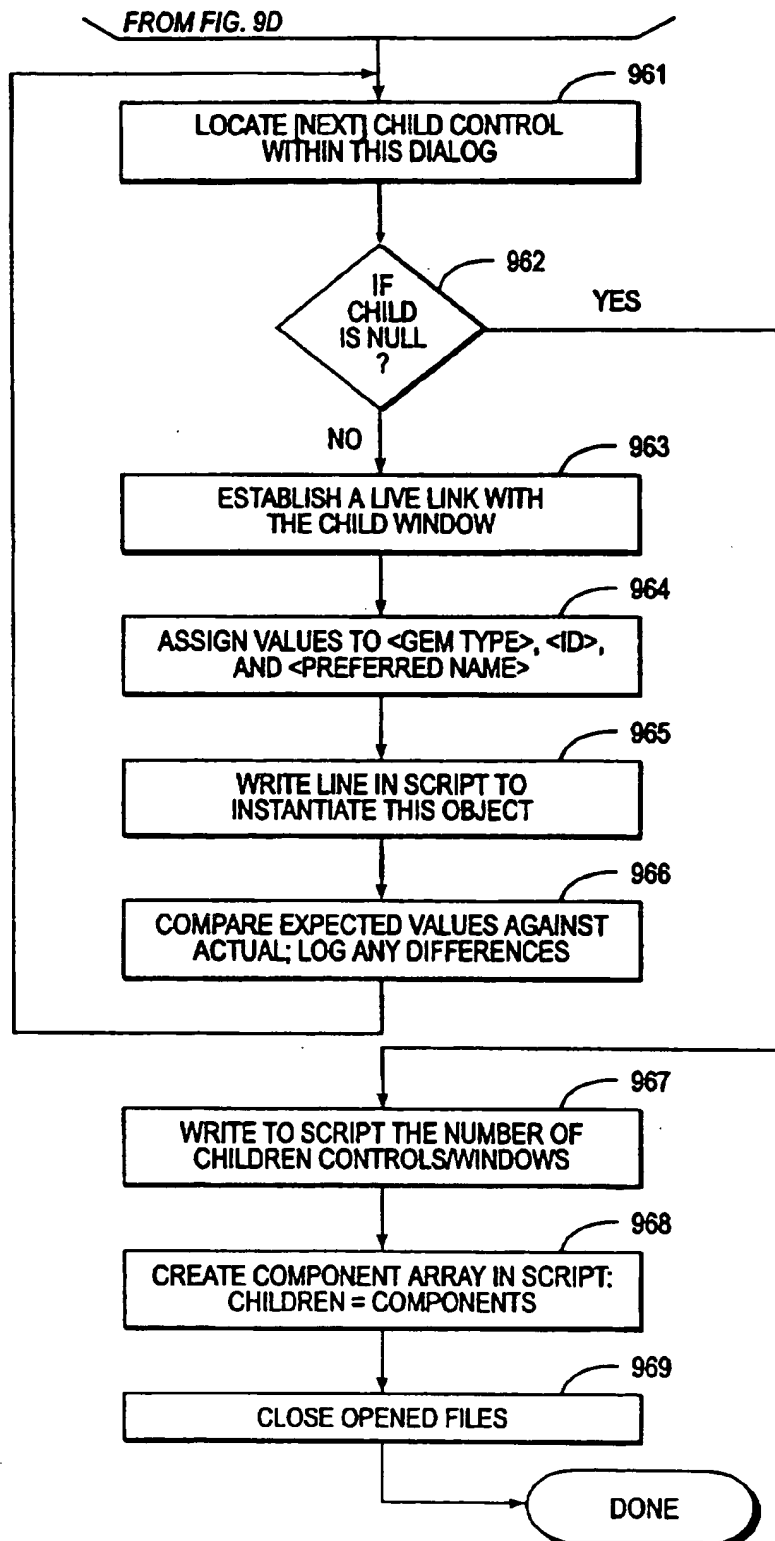 FROM FIG. 9D
961
LOCATE [NEXT] CHILD CONTROL
WITHIN THIS DIALOG
962
IF
CHILD
IS NULL
?
YES
NO
963
ESTABLISH A LIVE LINK WITH
THE CHILD WINDOW
964
ASSIGN VALUES TO <GEM TYPE>, <ID>,
AND <PREFERRED NAME>
965
WRITE LINE IN SCRIPT TO
INSTANTIATE THIS OBJECT
966
COMPARE EXPECTED VALUES AGAINST
ACTUAL; LOG ANY DIFFERENCES
967
WRITE TO SCRIPT THE NUMBER OF
CHILDREN CONTROLS/WINDOWS
968
CREATE COMPONENT ARRAY IN SCRIPT:
CHILDREN = COMPONENTS
969
CLOSE OPENED FILES
DONE